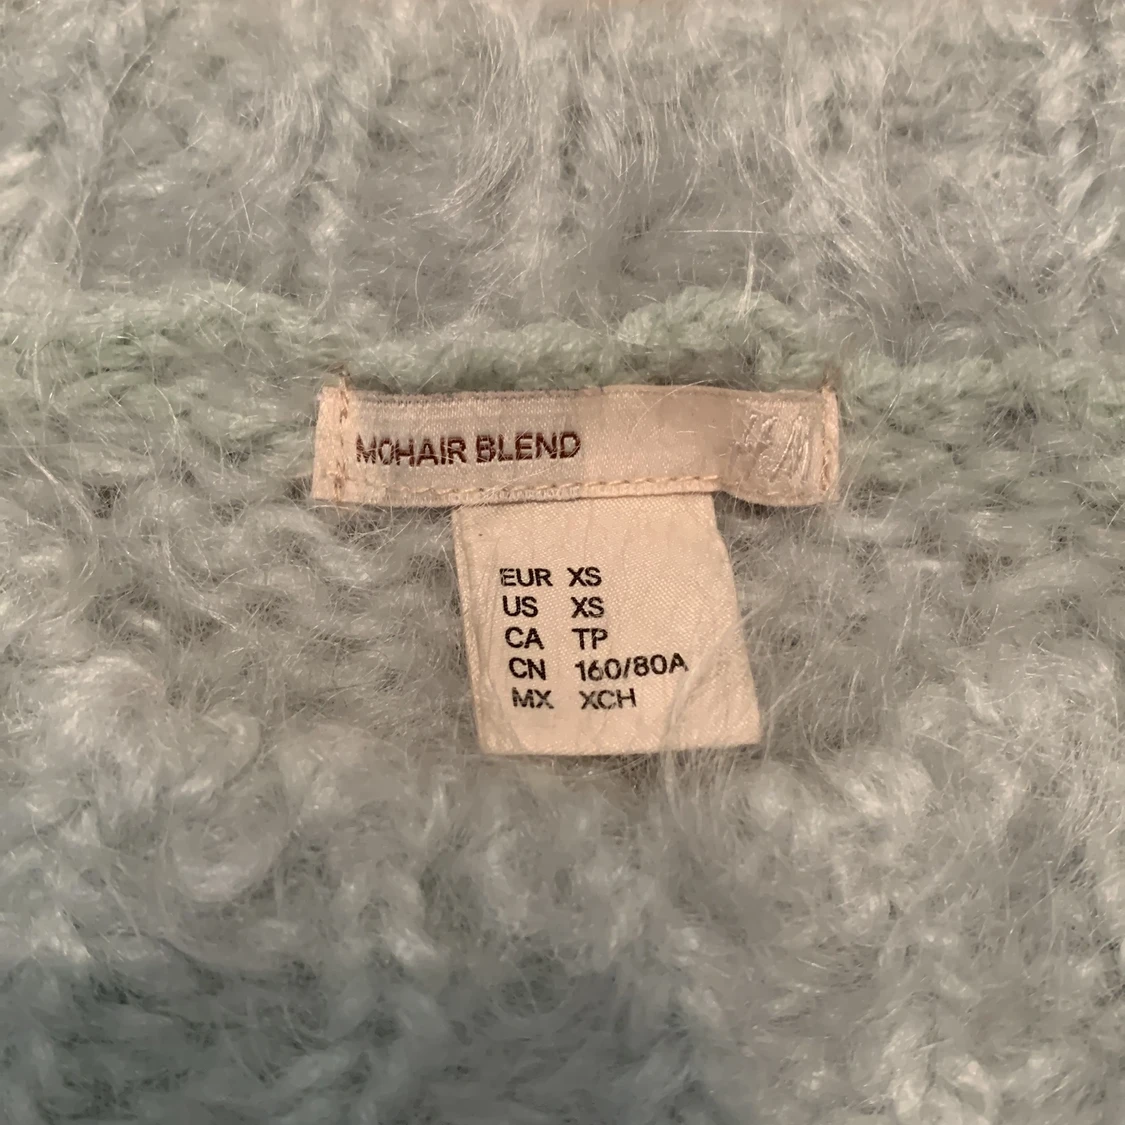 MOHAIR BLEND
H&M
EUR XS
US XS
CA TP
CN 160/80A
MX XCH